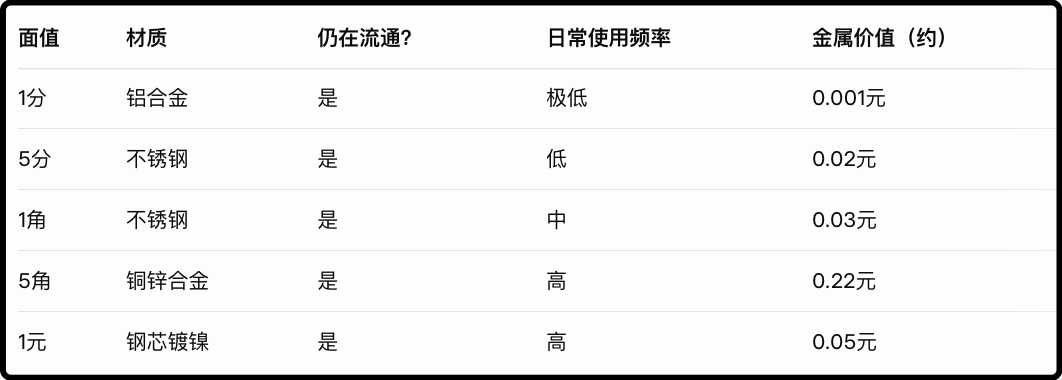 面值 材质 仍在流通? 日常使用频率 金属价值（约）
1分 铝合金 是 极低 0.001元
5分 不锈钢 是 低 0.02元
1角 不锈钢 是 中 0.03元
5角 铜锌合金 是 高 0.22元
1元 钢芯镀镍 是 高 0.05元